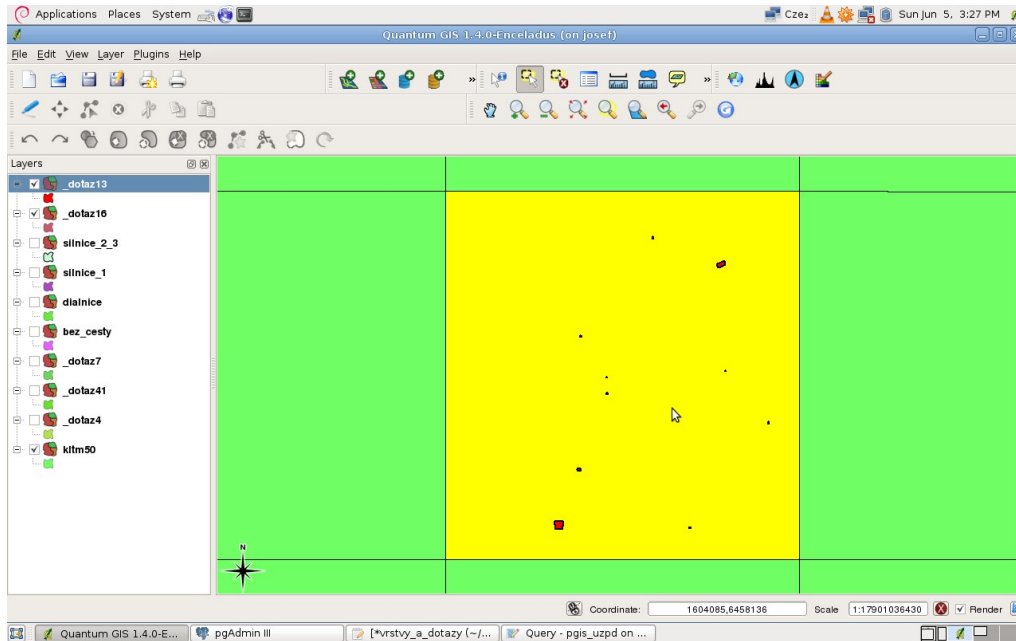 Applications Places System Cze₂ Sun Jun 5, 3:27 PM
Quantum GIS 1.4.0-Enceladus (on josef)
File Edit View Layer Plugins Help
Layers
_dotaz13
_dotaz16
silnice_2_3
silnice_1
dialnice
bez_cesty
_dotaz7
_dotaz41
_dotaz4
kltm50
N
Coordinate: 1604085,6458136 Scale 1:17901036430 Render
Quantum GIS 1.4.0-E... pgAdmin III [*vrstvy_a_dotazy (~/... Query - pgis_uzpd on ...